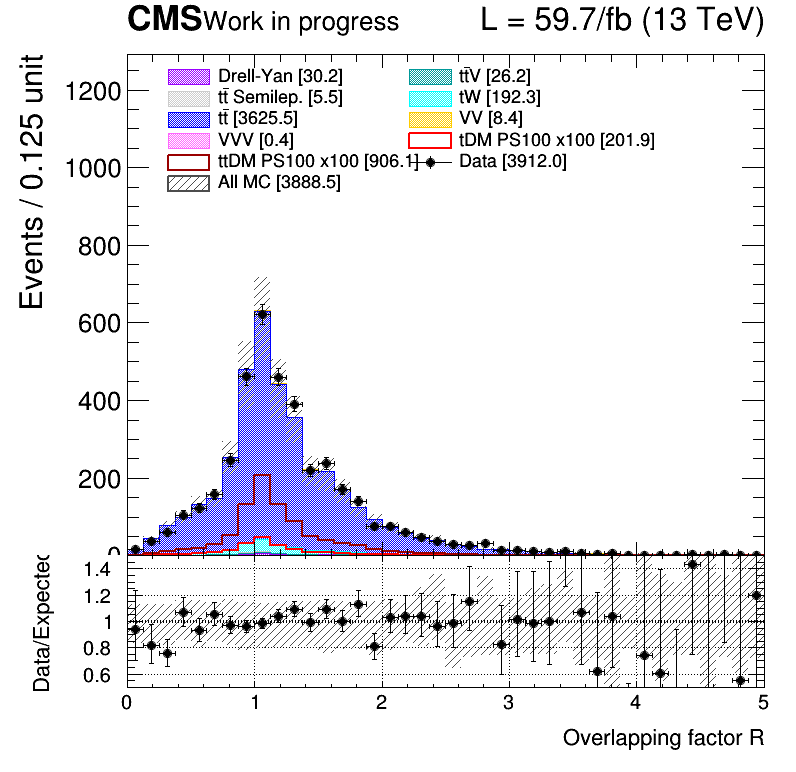 CMS Work in progress L = 59.7/fb (13 TeV)
Events / 0.125 unit
Drell-Yan [30.2] tt̄V [26.2]
tt̄ Semilep. [5.5] tW [192.3]
tt̄ [3625.5] VV [8.4]
VVV [0.4] tDM PS100 x100 [201.9]
ttDM PS100 x100 [906.1] Data [3912.0]
All MC [3888.5]
1200
1000
800
600
400
200
0
Data/Expected
1.4
1.2
1
0.8
0.6
0 1 2 3 4 5
Overlapping factor R